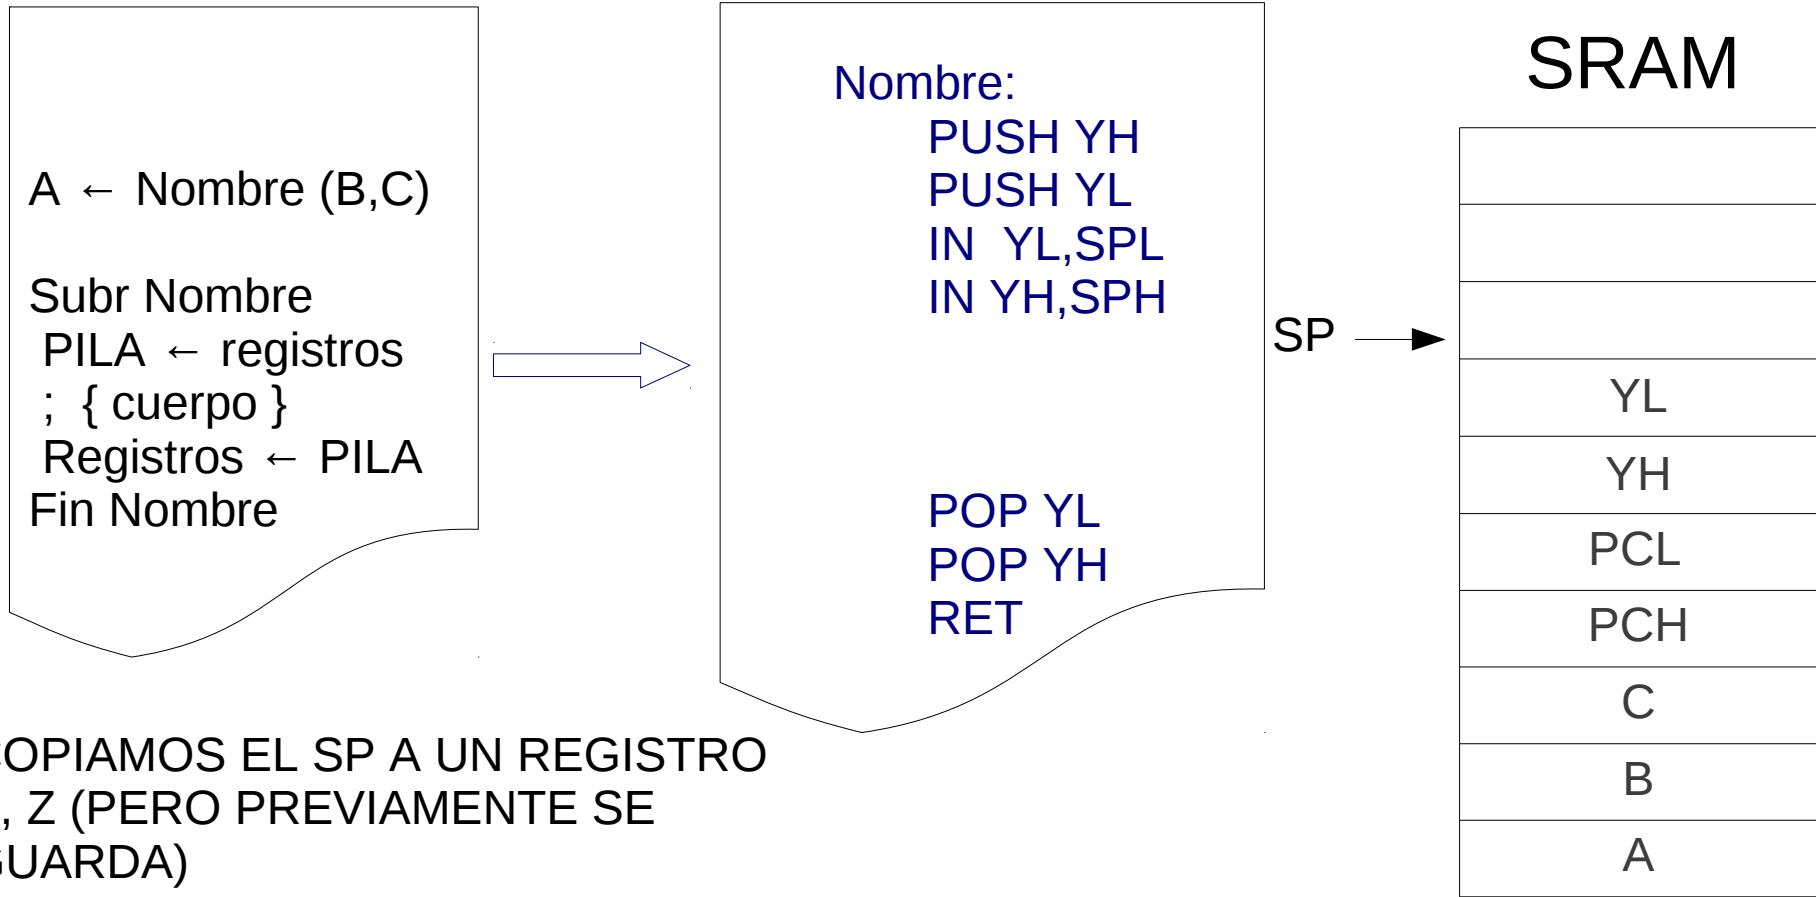 A ← Nombre (B,C)
Subr Nombre
PILA ← registros
; { cuerpo }
Registros ← PILA
Fin Nombre
Nombre:
PUSH YH
PUSH YL
IN YL,SPL
IN YH,SPH
POP YL
POP YH
RET
SP
SRAM
YL
YH
PCL
PCH
C
B
A
COPIAMOS EL SP A UN REGISTRO
, Z (PERO PREVIAMENTE SE
GUARDA)